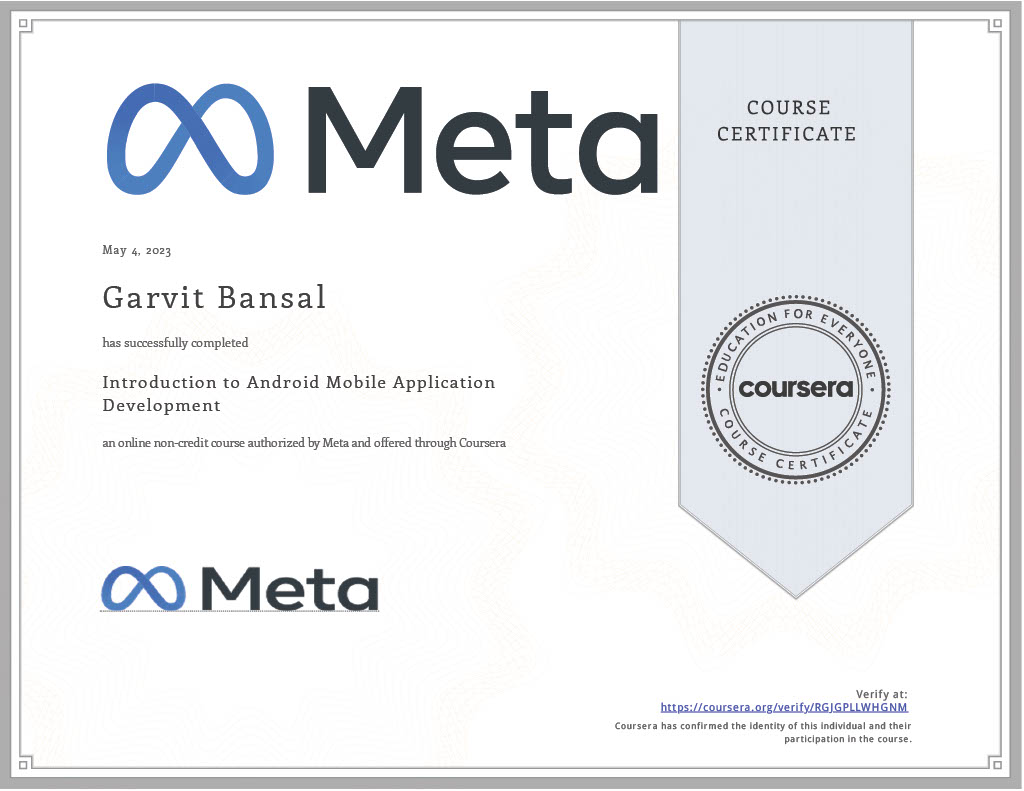 Meta
COURSE
CERTIFICATE
May 4, 2023
Garvit Bansal
has successfully completed
Introduction to Android Mobile Application
Development
an online non-credit course authorized by Meta and offered through Coursera
EDUCATION FOR EVERYONE
coursera
COURSE CERTIFICATE
Meta
Verify at:
https://coursera.org/verify/RGJGPLLWHGNM
Coursera has confirmed the identity of this individual and their
participation in the course.